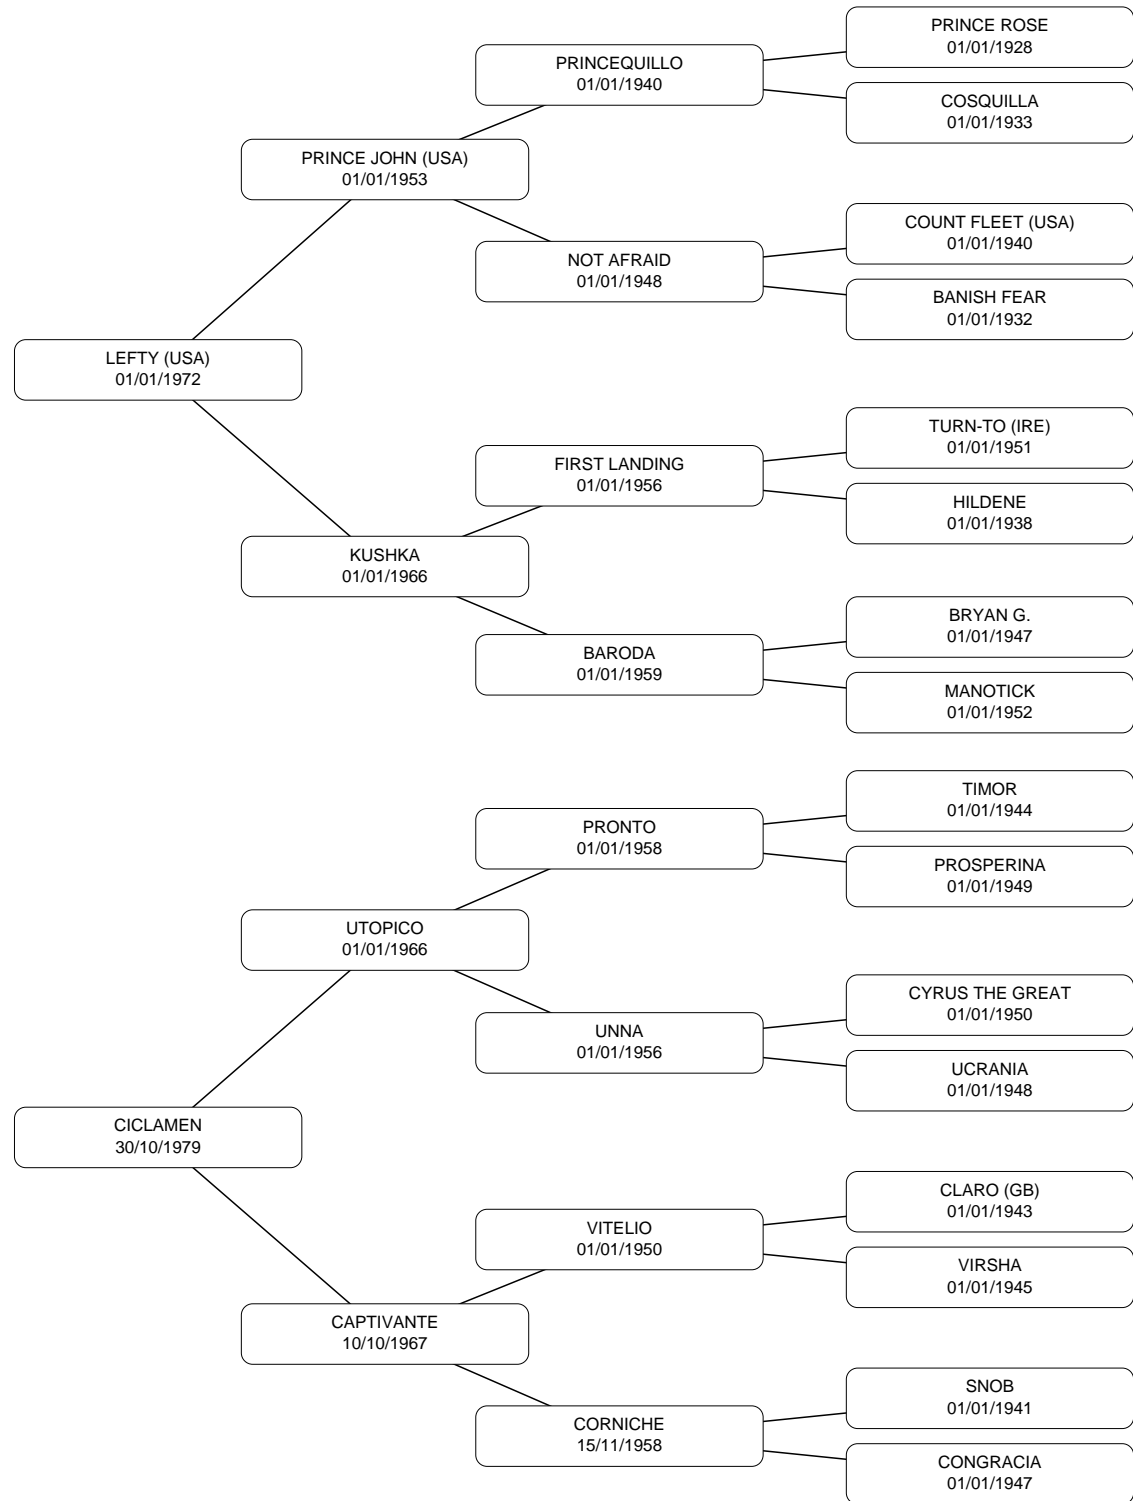 PRINCE ROSE
01/01/1928
PRINCEQUILLO
01/01/1940
COSQUILLA
01/01/1933
PRINCE JOHN (USA)
01/01/1953
COUNT FLEET (USA)
01/01/1940
NOT AFRAID
01/01/1948
BANISH FEAR
01/01/1932
LEFTY (USA)
01/01/1972
TURN-TO (IRE)
01/01/1951
FIRST LANDING
01/01/1956
HILDENE
01/01/1938
KUSHKA
01/01/1966
BRYAN G.
01/01/1947
BARODA
01/01/1959
MANOTICK
01/01/1952
TIMOR
01/01/1944
PRONTO
01/01/1958
PROSPERINA
01/01/1949
UTOPICO
01/01/1966
CYRUS THE GREAT
01/01/1950
UNNA
01/01/1956
UCRANIA
01/01/1948
CICLAMEN
30/10/1979
CLARO (GB)
01/01/1943
VITELIO
01/01/1950
VIRSHA
01/01/1945
CAPTIVANTE
10/10/1967
SNOB
01/01/1941
CORNICHE
15/11/1958
CONGRACIA
01/01/1947